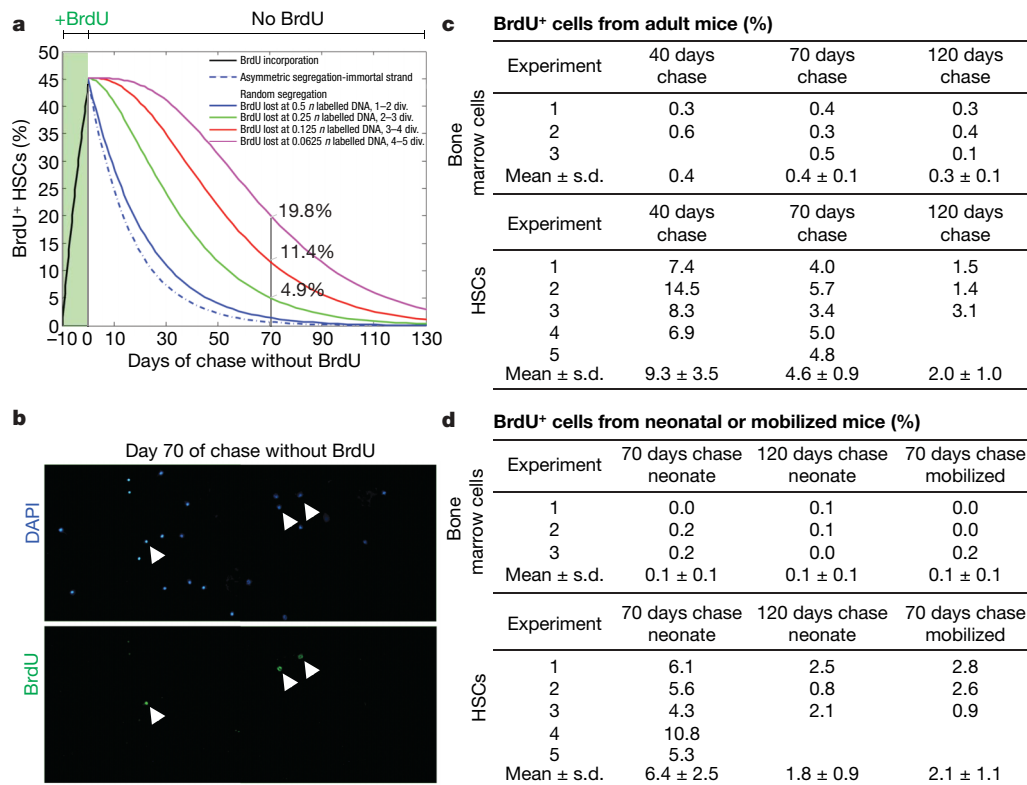 a
+BrdU No BrdU
BrdU⁺ HSCs (%)
50
45
40
35
30
25
20
15
10
5
0
BrdU incorporation
Asymmetric segregation-immortal strand
Random segregation
BrdU lost at 0.5 n labelled DNA, 1–2 div.
BrdU lost at 0.25 n labelled DNA, 2–3 div.
BrdU lost at 0.125 n labelled DNA, 3–4 div.
BrdU lost at 0.0625 n labelled DNA, 4–5 div.
19.8%
11.4%
4.9%
–10 0 10 30 50 70 90 110 130
Days of chase without BrdU
b
Day 70 of chase without BrdU
DAPI
BrdU
c BrdU⁺ cells from adult mice (%)
Bone
marrow cells
Experiment 40 days 70 days 120 days
chase chase chase
1 0.3 0.4 0.3
2 0.6 0.3 0.4
3 0.5 0.1
Mean ± s.d. 0.4 0.4 ± 0.1 0.3 ± 0.1
HSCs
Experiment 40 days 70 days 120 days
chase chase chase
1 7.4 4.0 1.5
2 14.5 5.7 1.4
3 8.3 3.4 3.1
4 6.9 5.0
5 4.8
Mean ± s.d. 9.3 ± 3.5 4.6 ± 0.9 2.0 ± 1.0
d BrdU⁺ cells from neonatal or mobilized mice (%)
Bone
marrow cells
Experiment 70 days chase 120 days chase 70 days chase
neonate neonate mobilized
1 0.0 0.1 0.0
2 0.2 0.1 0.0
3 0.2 0.0 0.2
Mean ± s.d. 0.1 ± 0.1 0.1 ± 0.1 0.1 ± 0.1
HSCs
Experiment 70 days chase 120 days chase 70 days chase
neonate neonate mobilized
1 6.1 2.5 2.8
2 5.6 0.8 2.6
3 4.3 2.1 0.9
4 10.8
5 5.3
Mean ± s.d. 6.4 ± 2.5 1.8 ± 0.9 2.1 ± 1.1